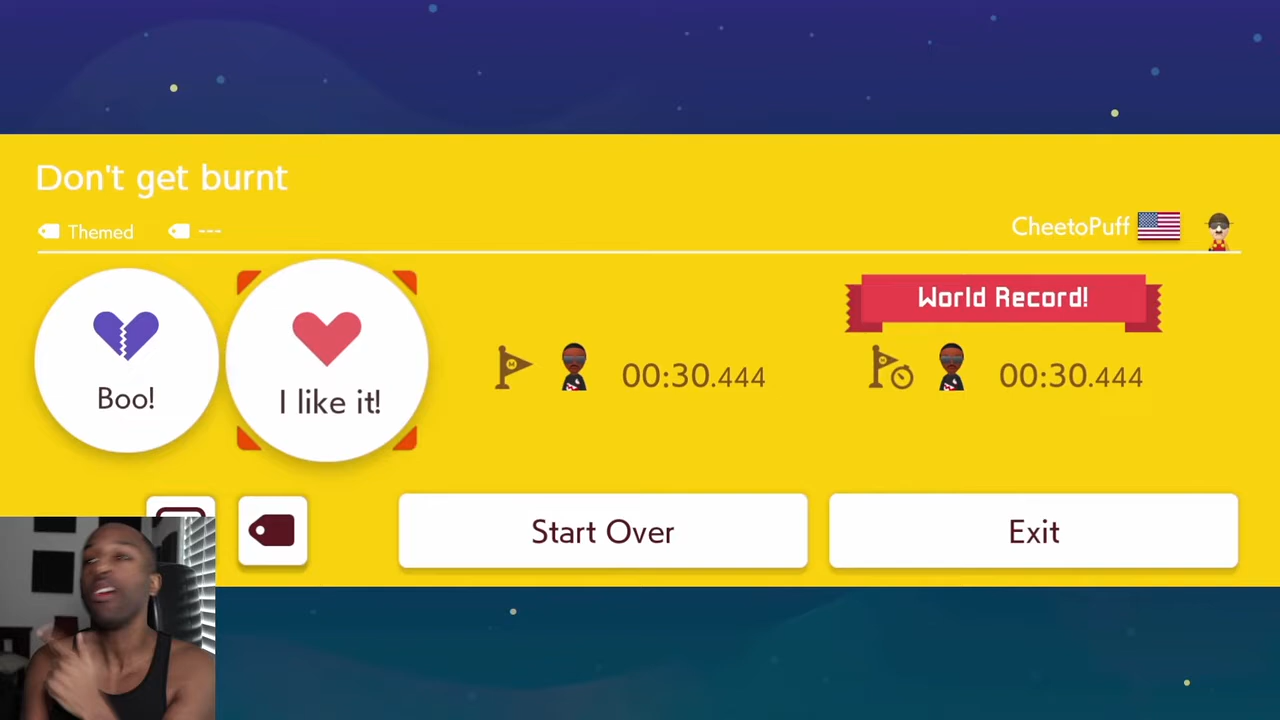 Don't get burnt
Themed
---
CheetoPuff
World Record!
Boo!
I like it!
M
00:30.444
M
00:30.444
Start Over
Exit